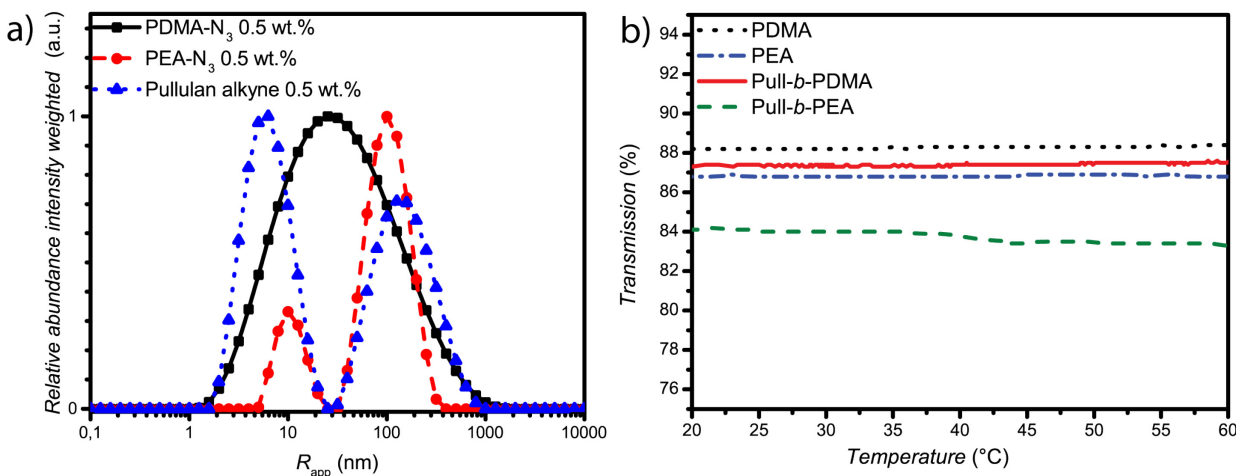 a)
Relative abundance intensity weighted (a.u.)
PDMA-N₃ 0.5 wt.%
PEA-N₃ 0.5 wt.%
Pullulan alkyne 0.5 wt.%
1
0
0,1
1
10
100
1000
10000
R_app (nm)
b)
Transmission (%)
94
92
90
88
86
84
82
80
78
76
PDMA
PEA
Pull-b-PDMA
Pull-b-PEA
20
25
30
35
40
45
50
55
60
Temperature (°C)